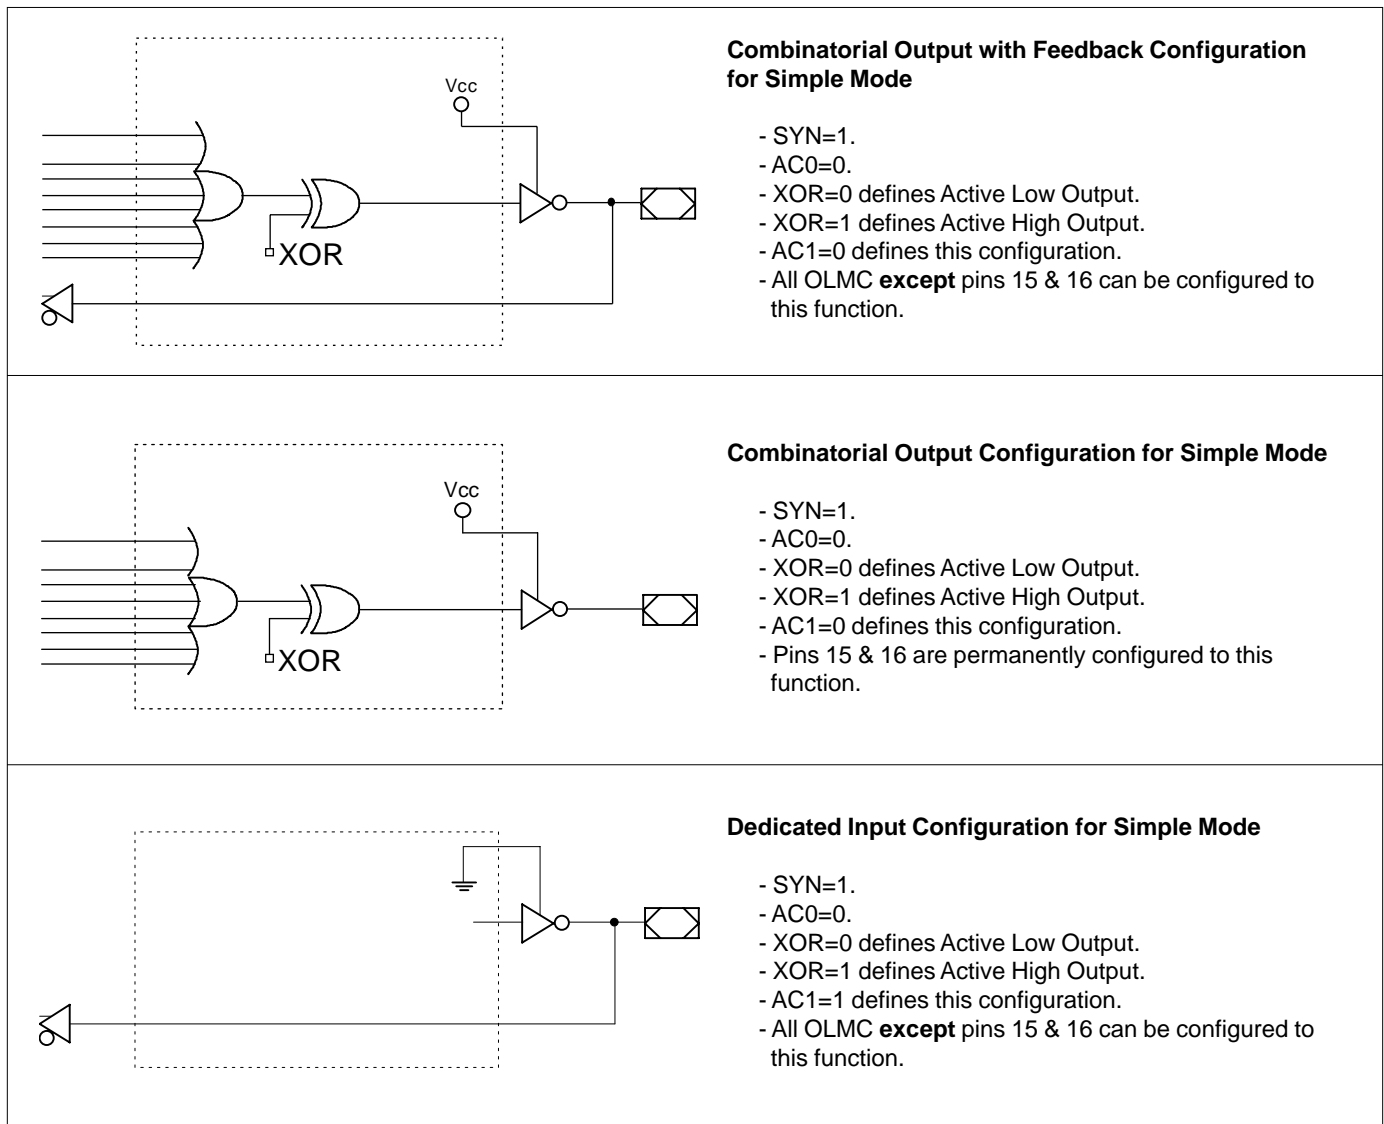 Combinatorial Output with Feedback Configuration
for Simple Mode
Vcc
XOR
- SYN=1.
- AC0=0.
- XOR=0 defines Active Low Output.
- XOR=1 defines Active High Output.
- AC1=0 defines this configuration.
- All OLMC except pins 15 & 16 can be configured to
this function.
Combinatorial Output Configuration for Simple Mode
Vcc
XOR
- SYN=1.
- AC0=0.
- XOR=0 defines Active Low Output.
- XOR=1 defines Active High Output.
- AC1=0 defines this configuration.
- Pins 15 & 16 are permanently configured to this
function.
Dedicated Input Configuration for Simple Mode
- SYN=1.
- AC0=0.
- XOR=0 defines Active Low Output.
- XOR=1 defines Active High Output.
- AC1=1 defines this configuration.
- All OLMC except pins 15 & 16 can be configured to
this function.